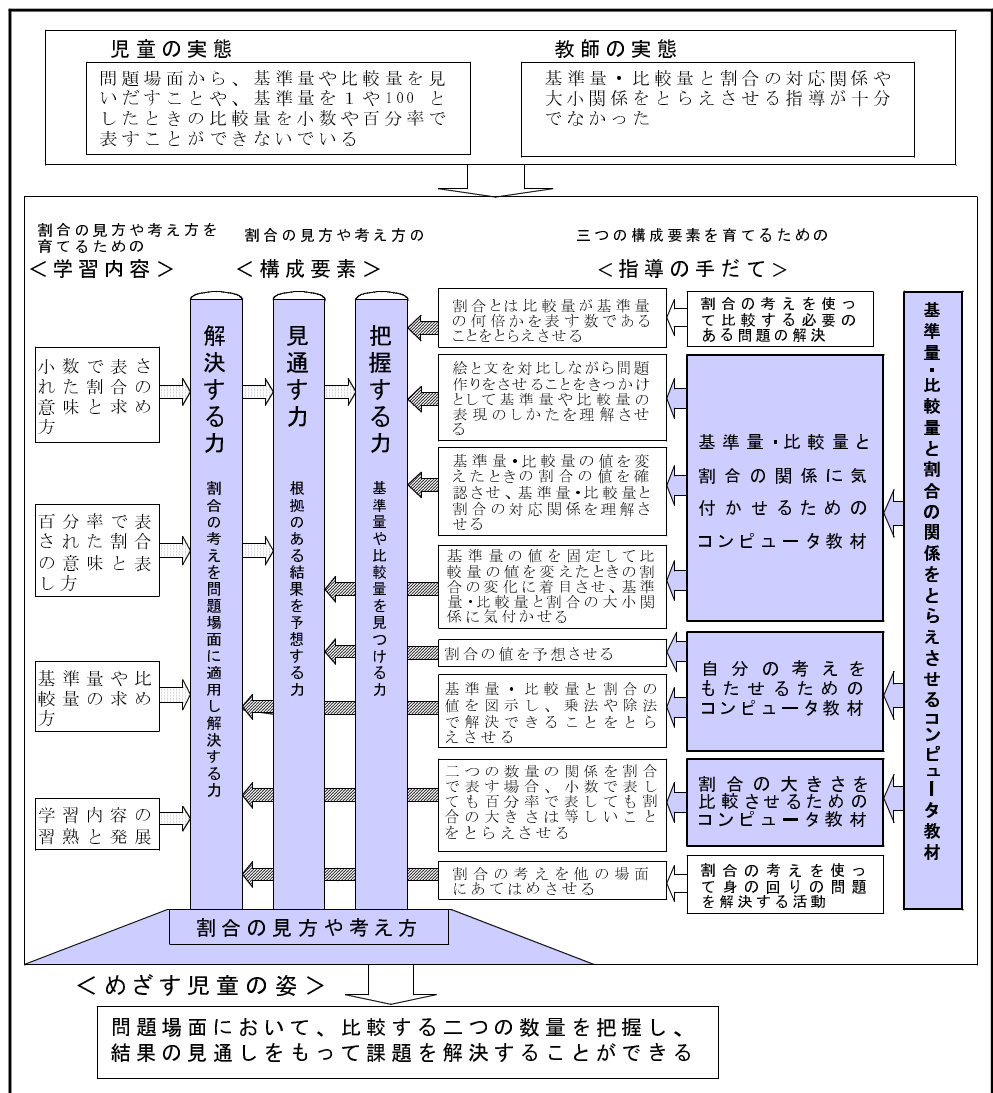 児童の実態
問題場面から、基準量や比較量を見
いだすことや、基準量を１や100 と
したときの比較量を小数や百分率で
表すことができないでいる
教師の実態
基準量・比較量と割合の対応関係や
大小関係をとらえさせる指導が十分
でなかった
割合の見方や考え方を
育てるための
＜学習内容＞
割合の見方や考え方の
＜構成要素＞
三つの構成要素を育てるための
＜指導の手だて＞
小数で表さ
れた割合の
意味と求め
方
百分率で表
された割合
の意味と表
し方
基準量や比
較量の求め
方
学習内容の
習熟と発展
解決する力
割合の考えを問題場面に適用し解決する力
見通す力
根拠のある結果を予想する力
把握する力
基準量や比較量を見つける力
割合とは比較量が基準量
の何倍かを表す数である
ことをとらえさせる
絵と文を対比しながら問題
作りをさせることをきっかけ
として基準量や比較量の
表現のしかたを理解させ
る
基準量・比較量の値を変
えたときの割合の値を確
認させ、基準量・比較量と
割合の対応関係を理解さ
せる
基準量の値を固定して比
較量の値を変えたときの割
合の変化に着目させ、基準
量・比較量と割合の大小関
係に気付かせる
割合の値を予想させる
基準量・比較量と割合の
値を図示し、乗法や除法
で解決できることをとら
えさせる
二つの数量の関係を割合
で表す場合、小数で表し
ても百分率で表しても割
合の大きさは等しいこと
をとらえさせる
割合の考えを他の場面
にあてはめさせる
割合の考えを使っ
て比較する必要の
ある問題の解決
基準量・比較量と
割合の関係に気
付かせるための
コンピュータ教材
自分の考えを
もたせるための
コンピュータ教材
割合の大きさを
比較させるための
コンピュータ教材
割合の考えを使っ
て身の回りの問題
を解決する活動
基準量・比較量と割合の関係をとらえさせるコンピュータ教材
割合の見方や考え方
＜めざす児童の姿＞
問題場面において、比較する二つの数量を把握し、
結果の見通しをもって課題を解決することができる